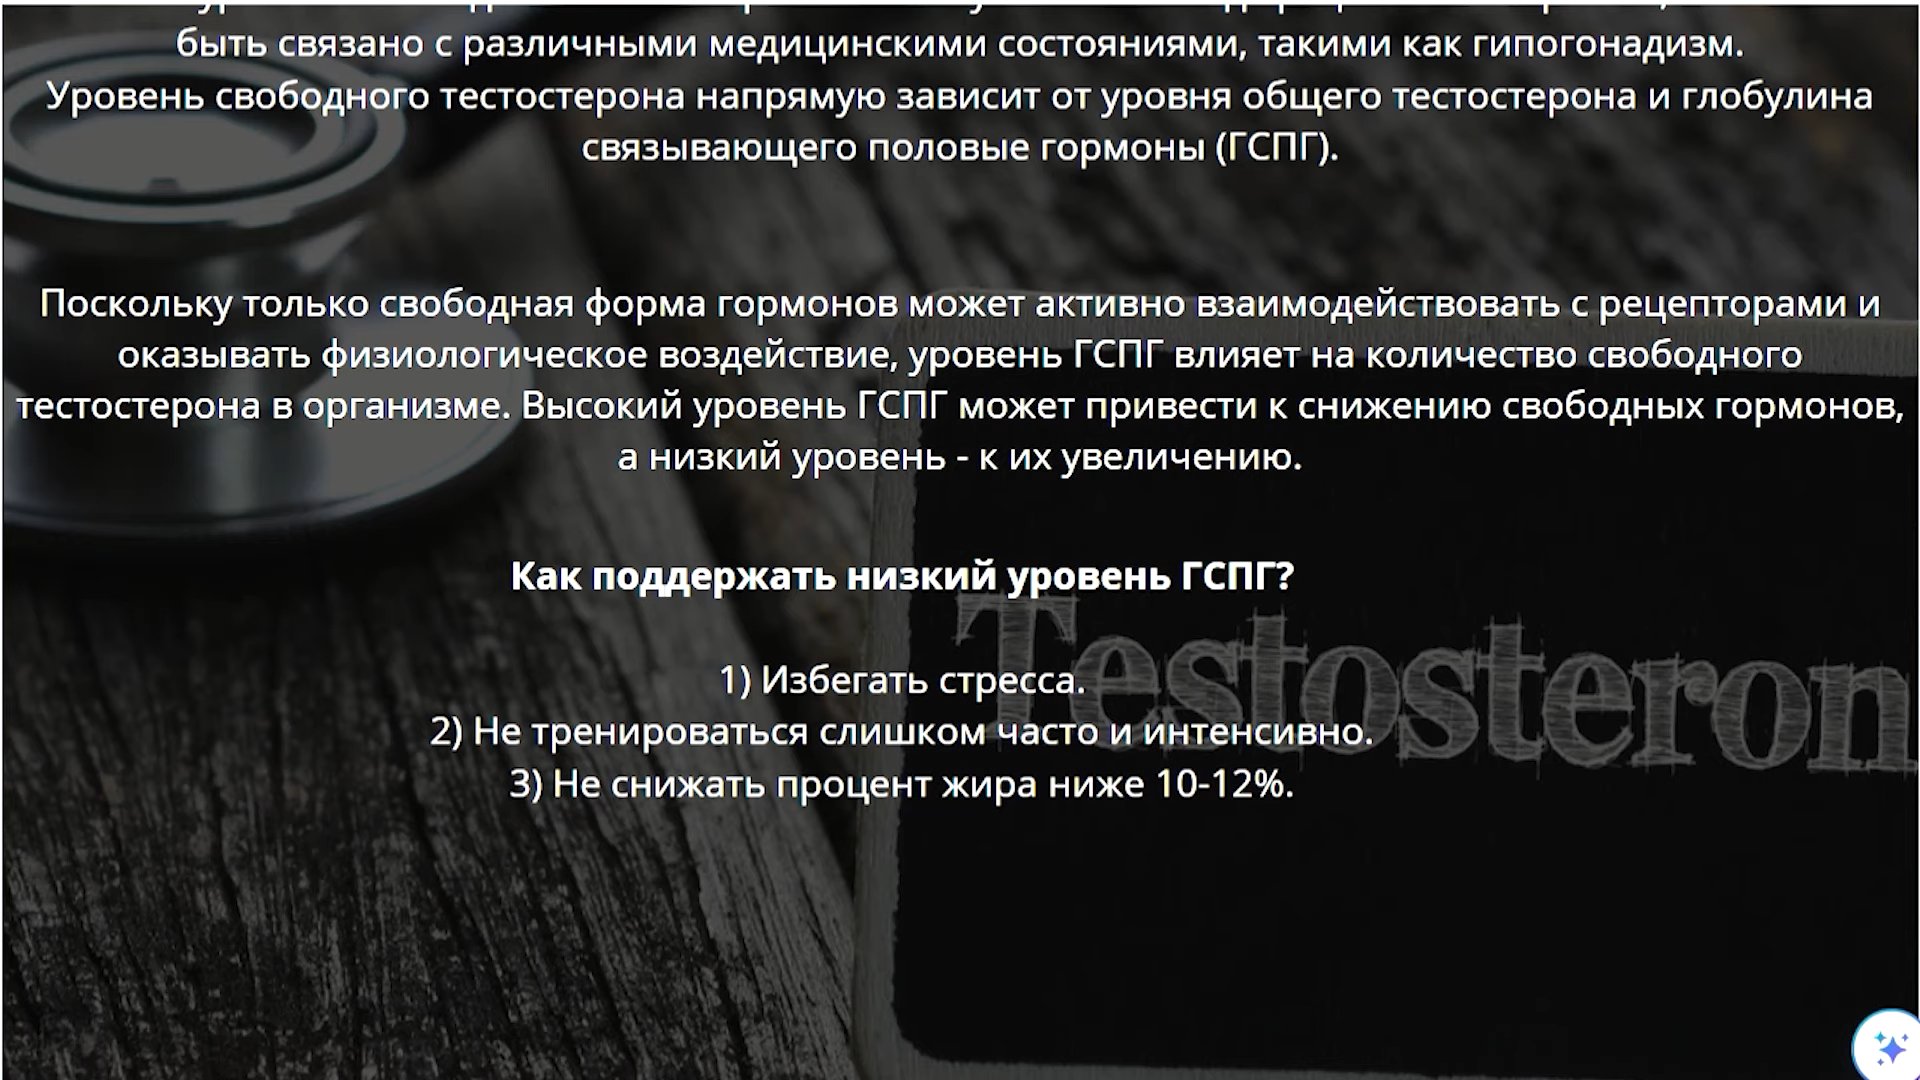 быть связано с различными медицинскими состояниями, такими как гипогонадизм.
Уровень свободного тестостерона напрямую зависит от уровня общего тестостерона и глобулина
связывающего половые гормоны (ГСПГ).
Поскольку только свободная форма гормонов может активно взаимодействовать с рецепторами и
оказывать физиологическое воздействие, уровень ГСПГ влияет на количество свободного
тестостерона в организме. Высокий уровень ГСПГ может привести к снижению свободных гормонов,
а низкий уровень - к их увеличению.
Как поддержать низкий уровень ГСПГ?
1) Избегать стресса.
2) Не тренироваться слишком часто и интенсивно.
3) Не снижать процент жира ниже 10-12%.
Testosteron